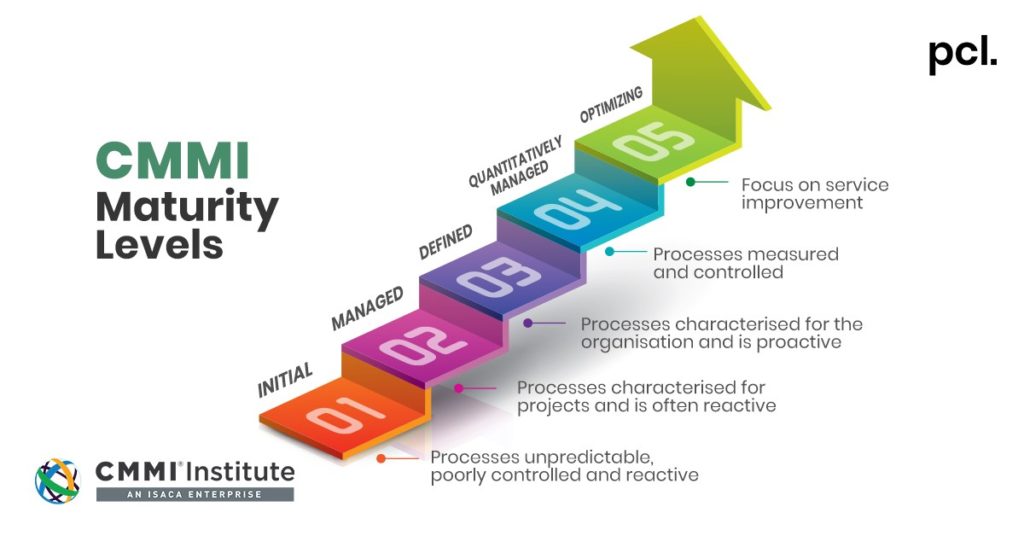 pcl.
CMMI
Maturity
Levels
OPTIMIZING
05
Focus on service
improvement
QUANTITATIVELY
MANAGED
04
Processes measured
and controlled
DEFINED
03
Processes characterised for the
organisation and is proactive
MANAGED
02
Processes characterised for
projects and is often reactive
INITIAL
01
Processes unpredictable,
poorly controlled and reactive
CMMI® Institute
AN ISACA ENTERPRISE